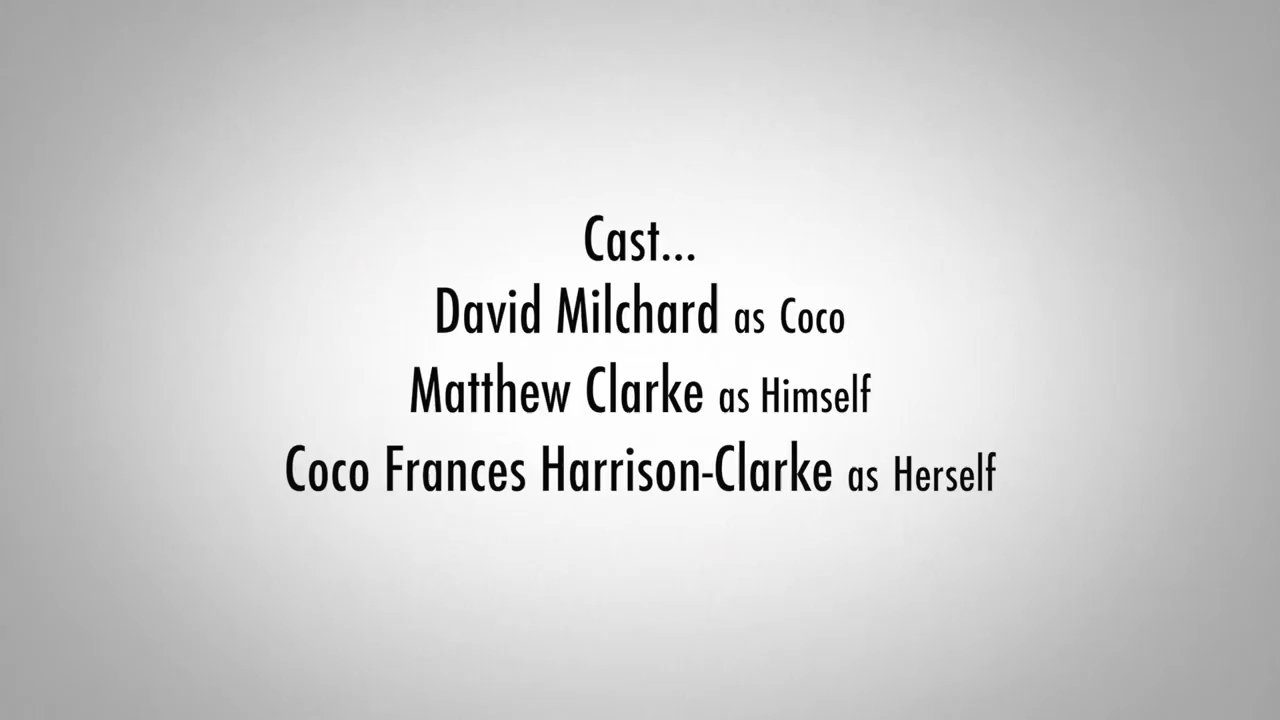 Cast...
David Milchard as Coco
Matthew Clarke as Himself
Coco Frances Harrison-Clarke as Herself